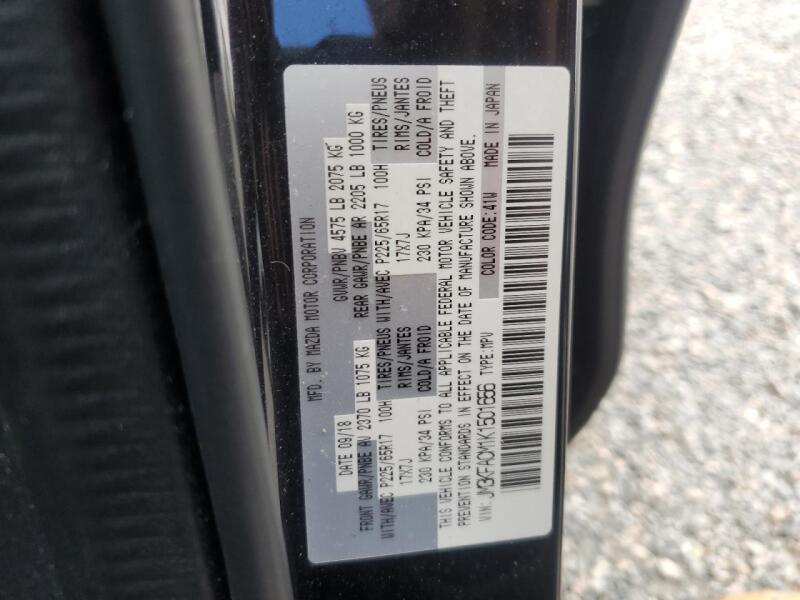 MFD. BY MAZDA MOTOR CORPORATION
DATE 09/18 GVWR/PNBV 4575 LB 2075 KG
FRONT GAWR/PNBE AV 2370 LB 1075 KG REAR GAWR/PNBE AR 2205 LB 1000 KG
WITH/AVEC P225/65R17 100H TIRES/PNEUS WITH/AVEC P225/65R17 100H TIRES/PNEUS
17X7J RIMS/JANTES 17X7J RIMS/JANTES
230 KPA/34 PSI COLD/A FROID 230 KPA/34 PSI COLD/A FROID
THIS VEHICLE CONFORMS TO ALL APPLICABLE FEDERAL MOTOR VEHICLE SAFETY AND THEFT
PREVENTION STANDARDS IN EFFECT ON THE DATE OF MANUFACTURE SHOWN ABOVE.
VIN: JM3KFACM1K1501656 TYPE:MPV COLOR CODE:41W MADE IN JAPAN